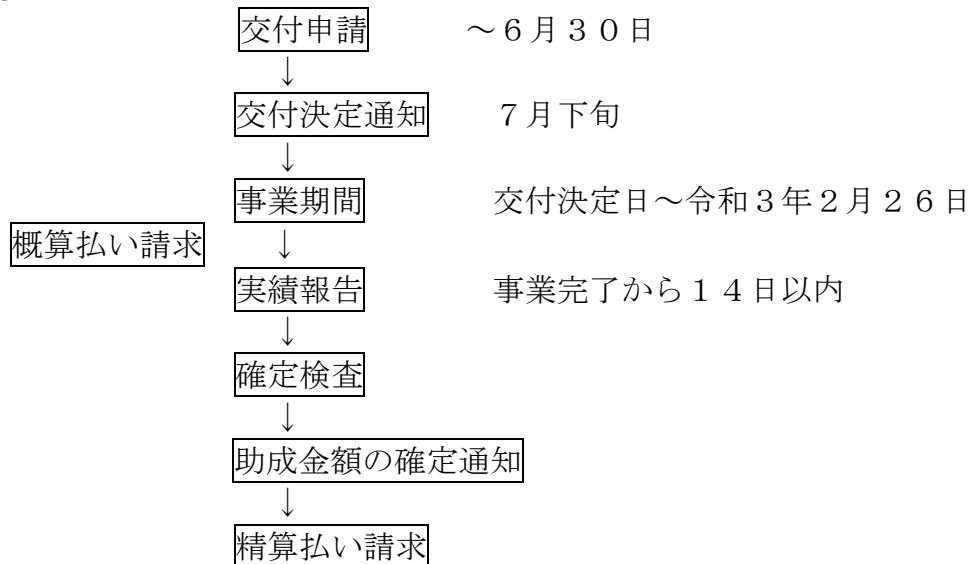 交付申請　～６月３０日
↓
交付決定通知　７月下旬
↓
事業期間　交付決定日～令和３年２月２６日
概算払い請求　↓
実績報告　事業完了から１４日以内
↓
確定検査
↓
助成金額の確定通知
↓
精算払い請求